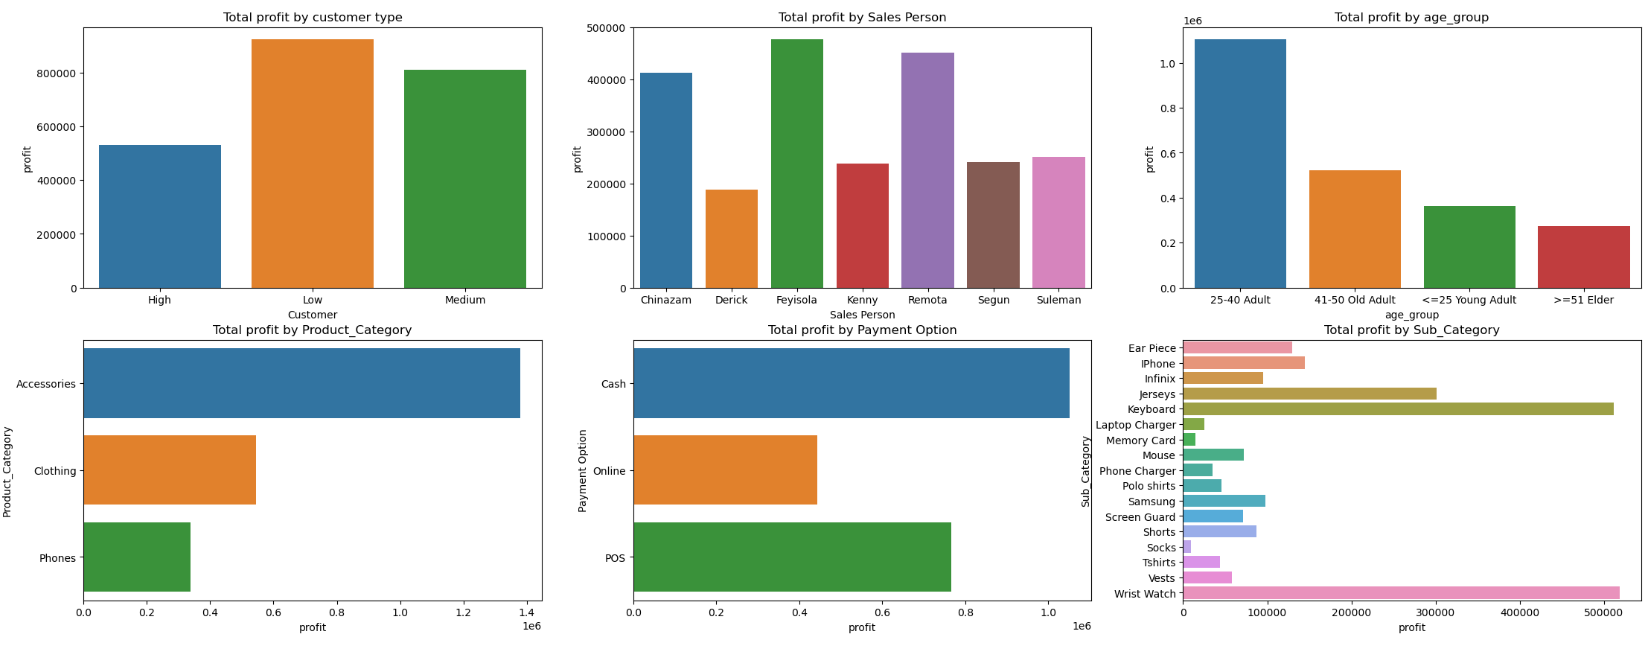 Total profit by customer type
profit
800000
600000
400000
200000
0
High Low Medium
Customer
Total profit by Sales Person
profit
500000
400000
300000
200000
100000
0
Chinazam Derick Feyisola Kenny Remota Segun Suleman
Sales Person
Total profit by age_group
1e6
profit
1.0
0.8
0.6
0.4
0.2
0.0
25-40 Adult 41-50 Old Adult <=25 Young Adult >=51 Elder
age_group
Total profit by Product_Category
Product_Category
Accessories
Clothing
Phones
0.0 0.2 0.4 0.6 0.8 1.0 1.2 1.4
1e6
profit
Total profit by Payment Option
Payment Option
Cash
Online
POS
0.0 0.2 0.4 0.6 0.8 1.0
1e6
profit
Total profit by Sub_Category
Sub_Category
Ear Piece
IPhone
Infinix
Jerseys
Keyboard
Laptop Charger
Memory Card
Mouse
Phone Charger
Polo shirts
Samsung
Screen Guard
Shorts
Socks
Tshirts
Vests
Wrist Watch
0 100000 200000 300000 400000 500000
profit